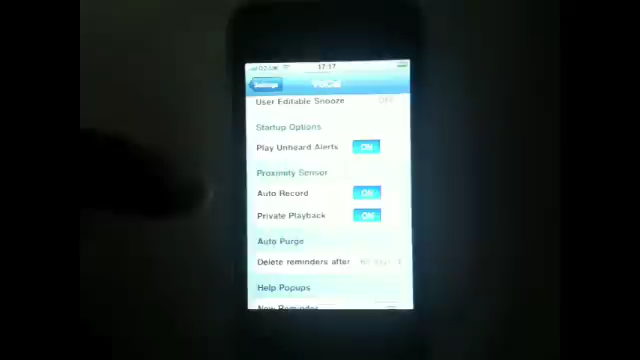 17:17
Settings
VoCal
User Editable Snooze OFF
Startup Options
Play Unheard Alerts ON
Proximity Sensor
Auto Record ON
Private Playback ON
Auto Purge
Delete reminders after
Help Popups
New Reminder